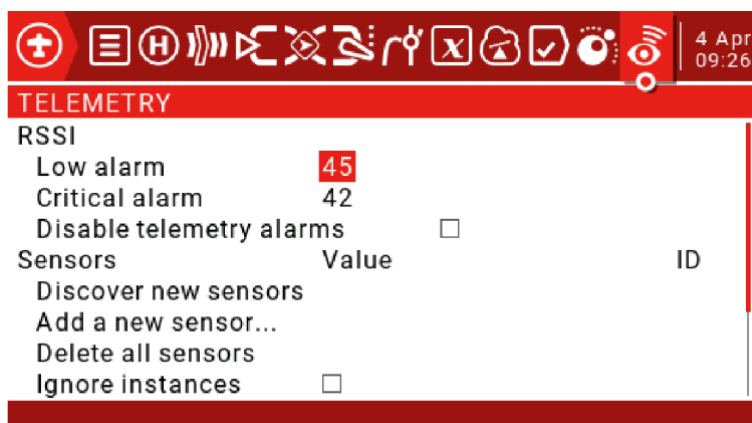 4 Apr
09:26
TELEMETRY
RSSI
Low alarm 45
Critical alarm 42
Disable telemetry alarms
Sensors Value ID
Discover new sensors
Add a new sensor...
Delete all sensors
Ignore instances